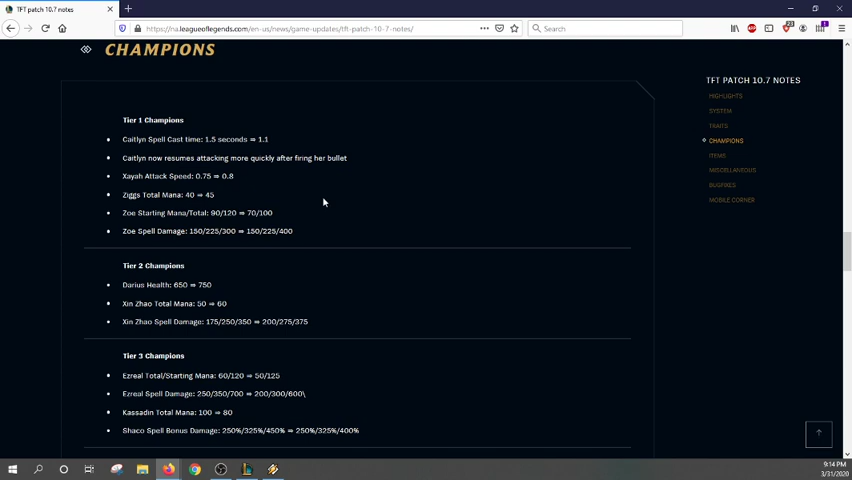 TFT patch 10.7 notes
https://na.leagueoflegends.com/en-us/news/game-updates/tft-patch-10-7-notes/
Search
23
1
CHAMPIONS
Tier 1 Champions
Caitlyn Spell Cast time: 1.5 seconds ⇒ 1.1
Caitlyn now resumes attacking more quickly after firing her bullet
Xayah Attack Speed: 0.75 ⇒ 0.8
Ziggs Total Mana: 40 ⇒ 45
Zoe Starting Mana/Total: 90/120 ⇒ 70/100
Zoe Spell Damage: 150/225/300 ⇒ 150/225/400
Tier 2 Champions
Darius Health: 650 ⇒ 750
Xin Zhao Total Mana: 50 ⇒ 60
Xin Zhao Spell Damage: 175/250/350 ⇒ 200/275/375
Tier 3 Champions
Ezreal Total/Starting Mana: 60/120 ⇒ 50/125
Ezreal Spell Damage: 250/350/700 ⇒ 200/300/600\
Kassadin Total Mana: 100 ⇒ 80
Shaco Spell Bonus Damage: 250%/325%/450% ⇒ 250%/325%/400%
TFT PATCH 10.7 NOTES
HIGHLIGHTS
SYSTEM
TRAITS
CHAMPIONS
ITEMS
MISCELLANEOUS
BUGFIXES
MOBILE CORNER
9:14 PM
3/31/2020